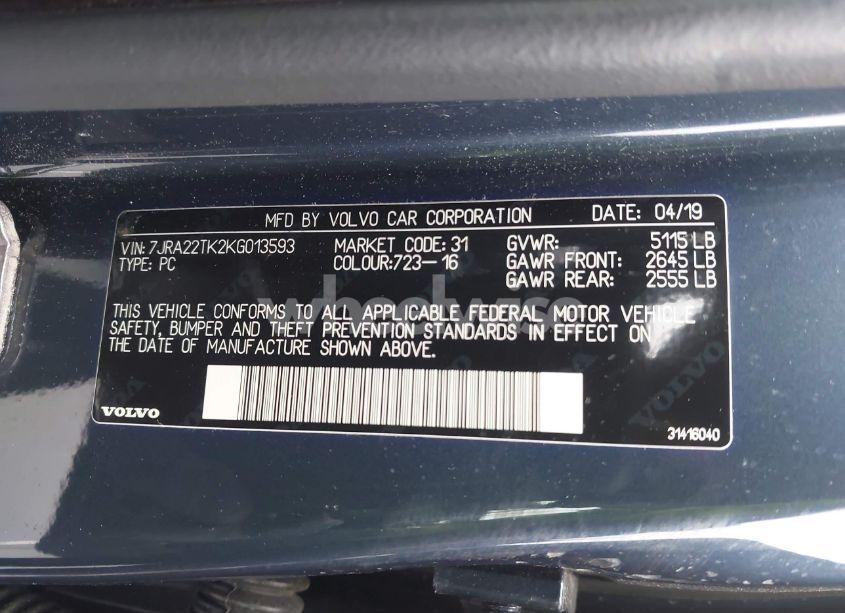 MFD BY VOLVO CAR CORPORATION DATE: 04/19
VIN: 7JRA22TK2KG013593 MARKET CODE: 31 GVWR: 5115 LB
TYPE: PC COLOUR:723-16 GAWR FRONT: 2645 LB
GAWR REAR: 2555 LB
THIS VEHICLE CONFORMS TO ALL APPLICABLE FEDERAL MOTOR VEHICLE
SAFETY, BUMPER AND THEFT PREVENTION STANDARDS IN EFFECT ON
THE DATE OF MANUFACTURE SHOWN ABOVE.
VOLVO
31416040
VOLVO